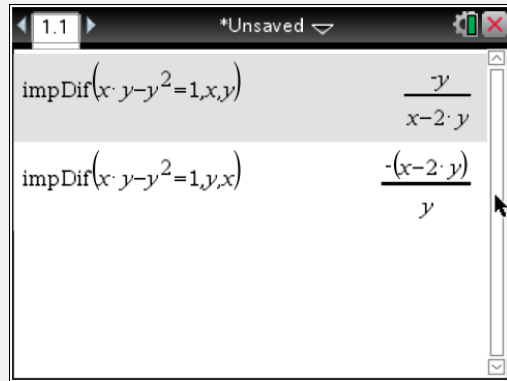 1.1 *Unsaved
impDif(x·y−y²=1,x,y) -y/(x−2·y)
impDif(x·y−y²=1,y,x) -(x−2·y)/y